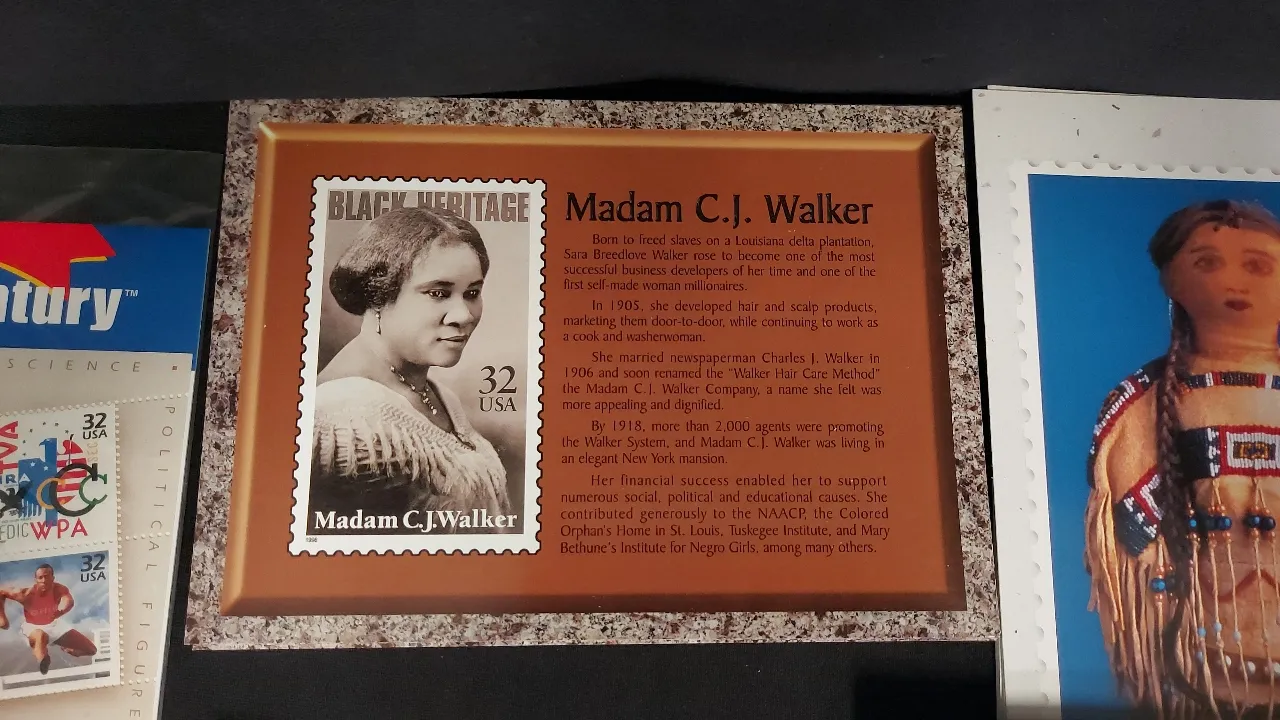 atury™
SCIENCE
POLITICAL FIGURE
32
USA
WPA
32
USA
BLACK HERITAGE
32
USA
Madam C.J.Walker
1998
Madam C.J. Walker
Born to freed slaves on a Louisiana delta plantation,
Sara Breedlove Walker rose to become one of the most
successful business developers of her time and one of the
first self-made woman millionaires.
In 1905, she developed hair and scalp products,
marketing them door-to-door, while continuing to work as
a cook and washerwoman.
She married newspaperman Charles J. Walker in
1906 and soon renamed the "Walker Hair Care Method"
the Madam C.J. Walker Company, a name she felt was
more appealing and dignified.
By 1918, more than 2,000 agents were promoting
the Walker System, and Madam C.J. Walker was living in
an elegant New York mansion.
Her financial success enabled her to support
numerous social, political and educational causes. She
contributed generously to the NAACP, the Colored
Orphan's Home in St. Louis, Tuskegee Institute, and Mary
Bethune's Institute for Negro Girls, among many others.